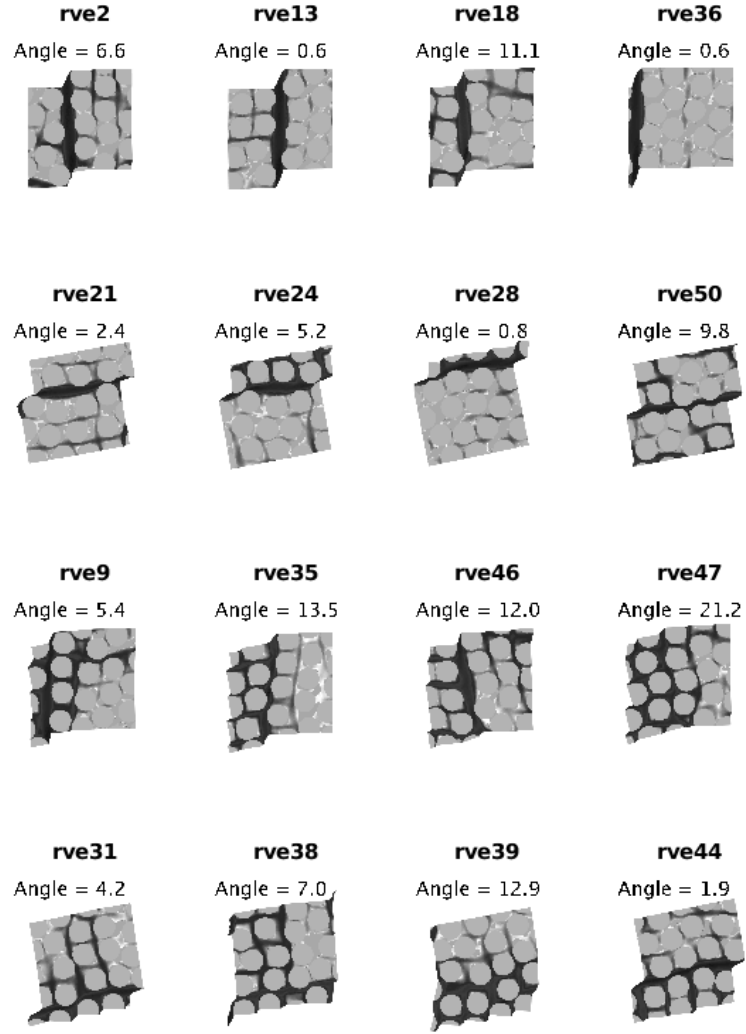 rve2 rve13 rve18 rve36
Angle = 6.6 Angle = 0.6 Angle = 11.1 Angle = 0.6
rve21 rve24 rve28 rve50
Angle = 2.4 Angle = 5.2 Angle = 0.8 Angle = 9.8
rve9 rve35 rve46 rve47
Angle = 5.4 Angle = 13.5 Angle = 12.0 Angle = 21.2
rve31 rve38 rve39 rve44
Angle = 4.2 Angle = 7.0 Angle = 12.9 Angle = 1.9